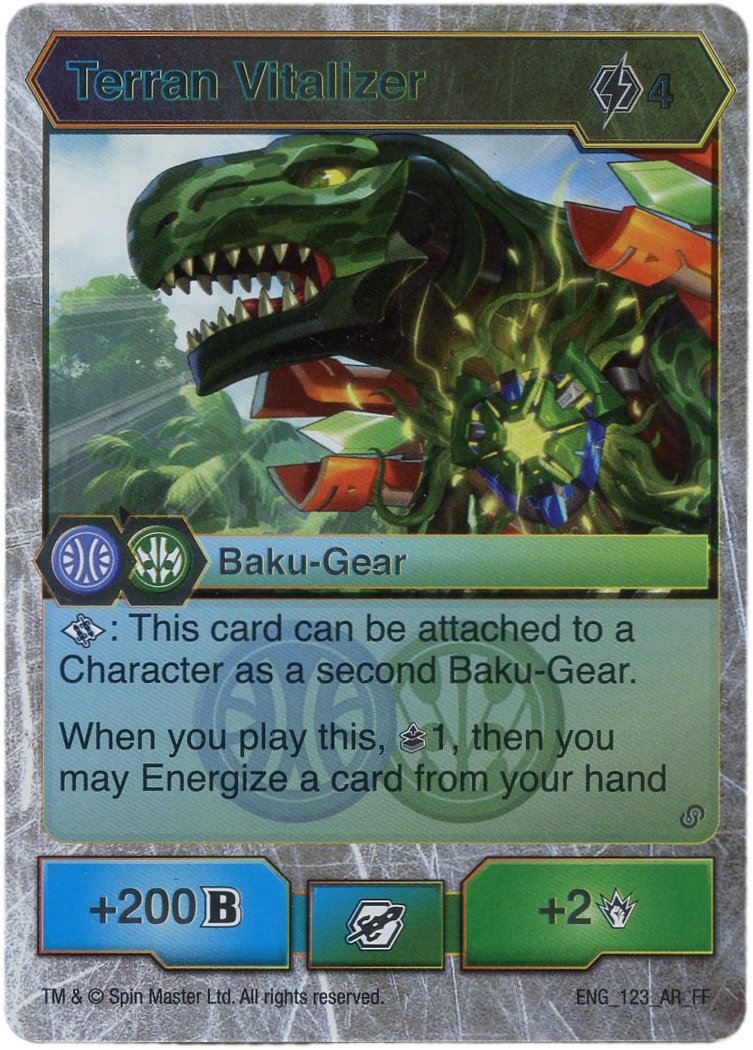 Terran Vitalizer 4
Baku-Gear
: This card can be attached to a
Character as a second Baku-Gear.
When you play this, 1, then you
may Energize a card from your hand
+200 B
+2
TM & © Spin Master Ltd. All rights reserved.
ENG_123_AR_FF